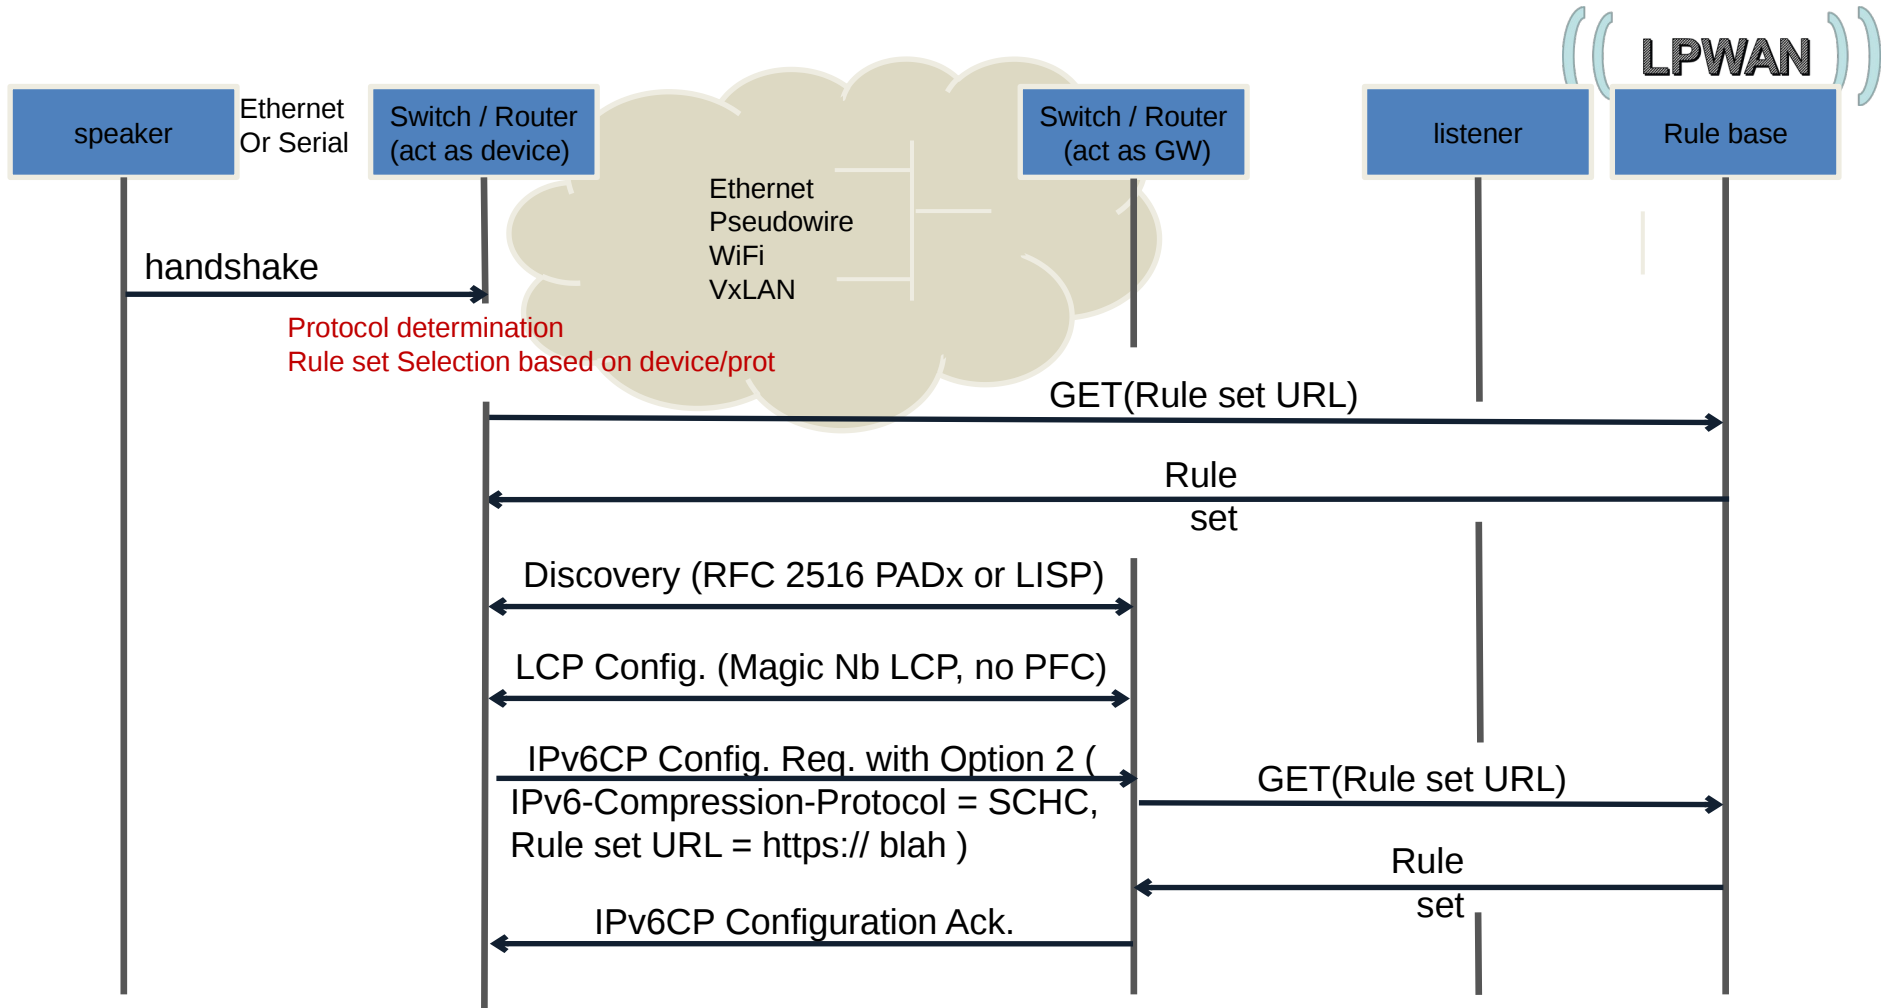 LPWAN
speaker
Ethernet
Or Serial
Switch / Router
(act as device)
Switch / Router
(act as GW)
listener
Rule base
Ethernet
Pseudowire
WiFi
VxLAN
handshake
Protocol determination
Rule set Selection based on device/prot
GET(Rule set URL)
Rule
set
Discovery (RFC 2516 PADx or LISP)
LCP Config. (Magic Nb LCP, no PFC)
IPv6CP Config. Req. with Option 2 (
IPv6-Compression-Protocol = SCHC,
Rule set URL = https:// blah )
GET(Rule set URL)
Rule
set
IPv6CP Configuration Ack.